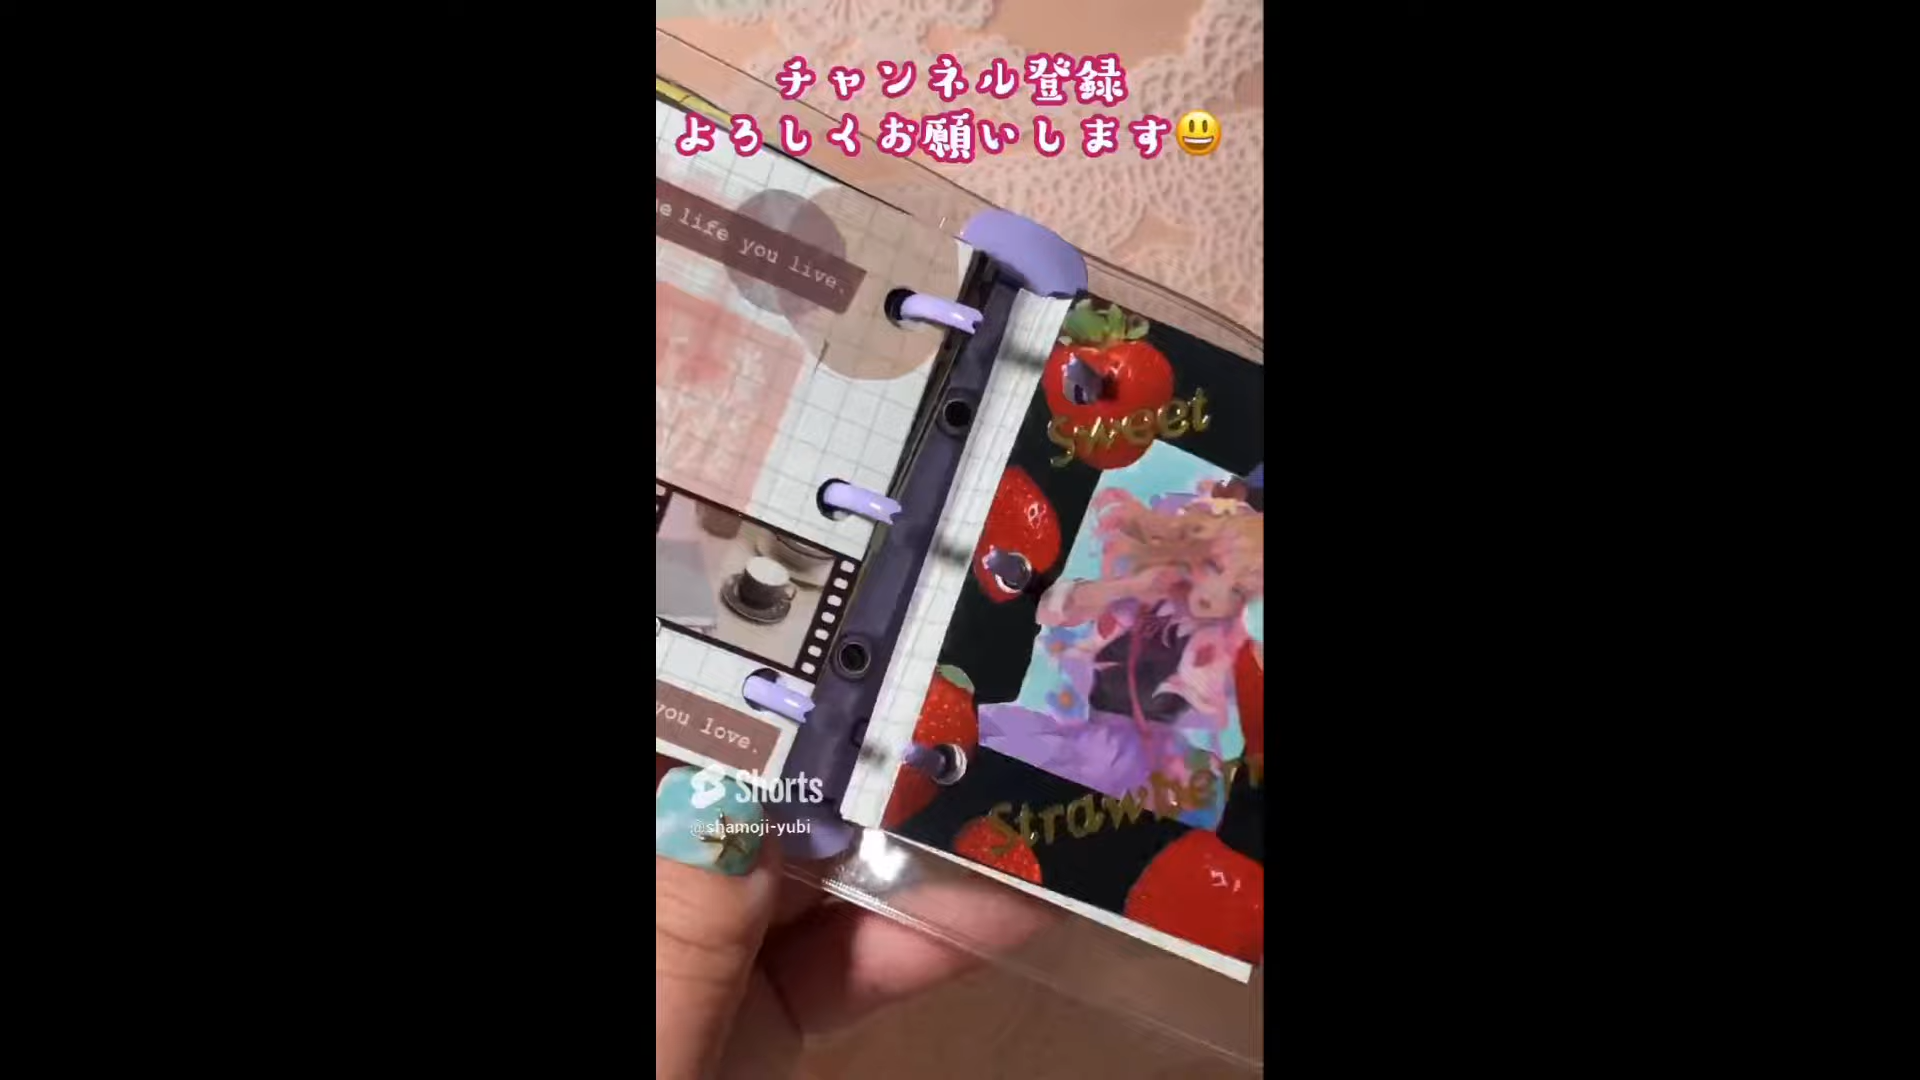 チャンネル登録
よろしくお願いします😃
e life you live.
Sweet
you love.
Strawberr
Shorts
@shamoji-yubi